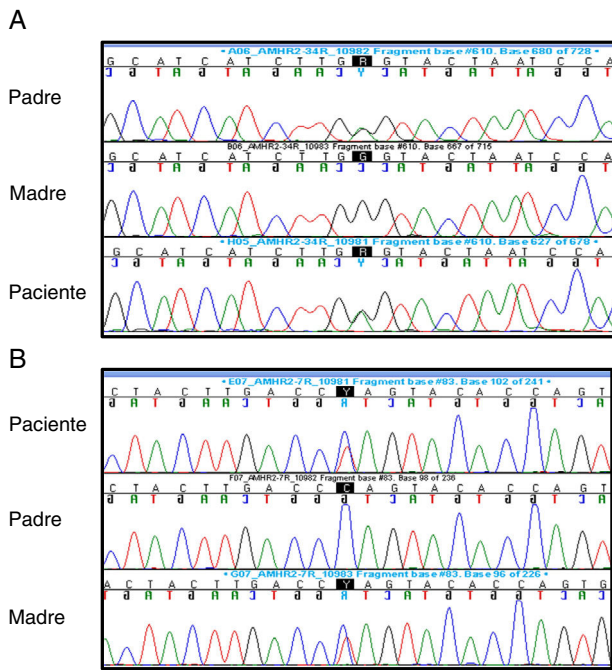 A
• A06_AMHR2-34R_10982 Fragment base #610. Base 680 of 728 •
G C A T C A T C T T G R G T A C T A A T C C A
C G T A G T A G A A C Y C A T G A T T A G G T
Padre
B06_AMHR2-34R_10983 Fragment base #610. Base 667 of 715
G C A T C A T C T T G G G T A C T A A T C C A
C G T A G T A G A A C C C A T G A T T A G G T
Madre
• H05_AMHR2-34R_10981 Fragment base #610. Base 627 of 678 •
G C A T C A T C T T G R G T A C T A A T C C A
C G T A G T A G A A C Y C A T G A T T A G G T
Paciente
B
• E07_AMHR2-7R_10981 Fragment base #83. Base 102 of 241 •
C T A C T T G A C C Y A G T A C A C C A G T
G A T G A A C T G G R T C A T G T G G T C A
Paciente
F07_AMHR2-7R_10982 Fragment base #83. Base 98 of 236
C T A C T T G A C C C A G T A C A C C A G T
G A T G A A C T G G G T C A T G T G G T C A
Padre
• G07_AMHR2-7R_10983 Fragment base #83. Base 96 of 226 •
A C T A C T T G A C C Y A G T A C A C C A G T G
T G A T G A A C T G G R T C A T G T G G T C A C
Madre